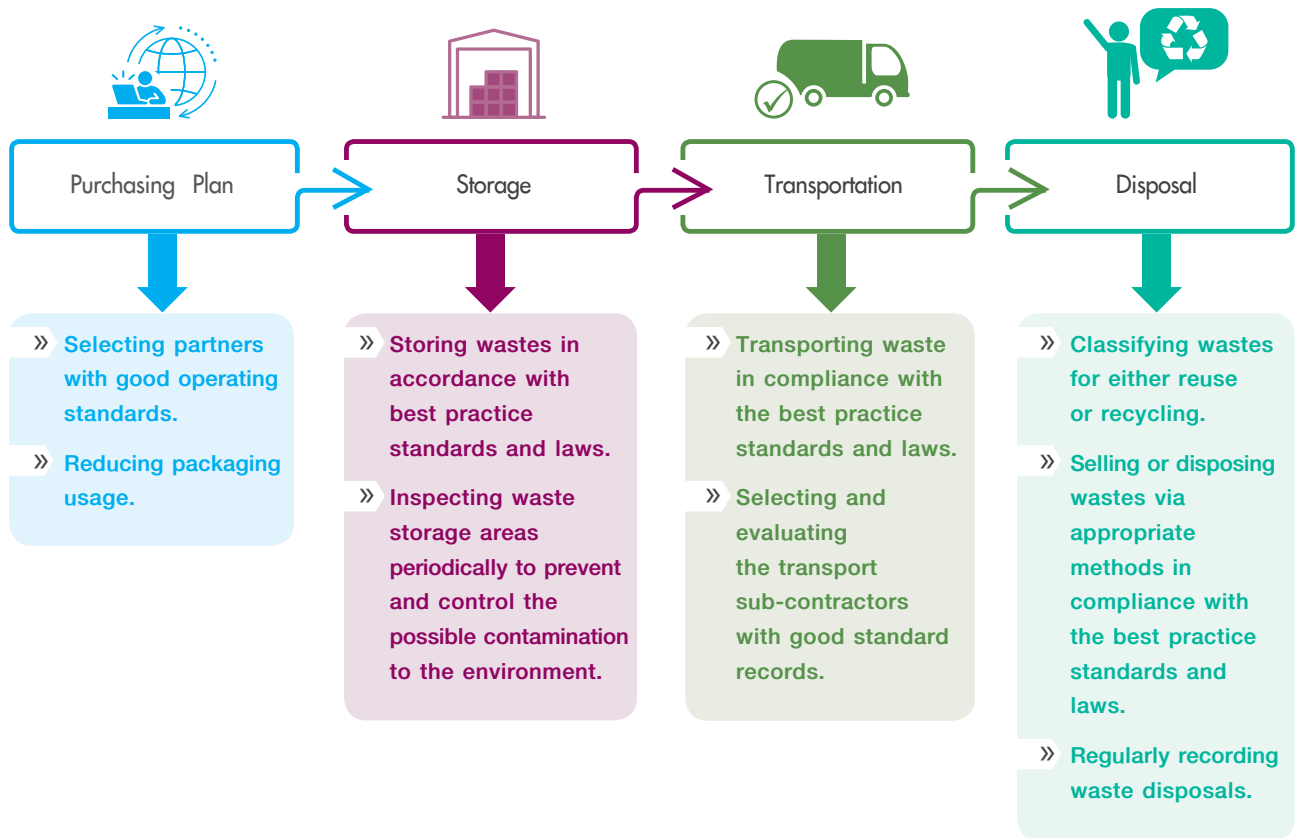 Purchasing Plan
Storage
Transportation
Disposal
» Selecting partners
with good operating
standards.
» Reducing packaging
usage.
» Storing wastes in
accordance with
best practice
standards and laws.
» Inspecting waste
storage areas
periodically to prevent
and control the
possible contamination
to the environment.
» Transporting waste
in compliance with
the best practice
standards and laws.
» Selecting and
evaluating
the transport
sub-contractors
with good standard
records.
» Classifying wastes
for either reuse
or recycling.
» Selling or disposing
wastes via
appropriate
methods in
compliance with
the best practice
standards and
laws.
» Regularly recording
waste disposals.